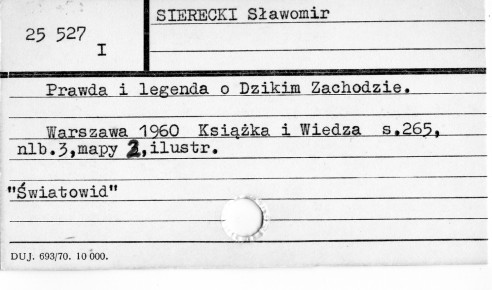 SIERECKI Sławomir
25 527
I
Prawda i legenda o Dzikim Zachodzie.
Warszawa 1960 Książka i Wiedza s.265,
nlb.3,mapy 2,ilustr.
"Światowid"
DUJ. 693/70. 10 000.